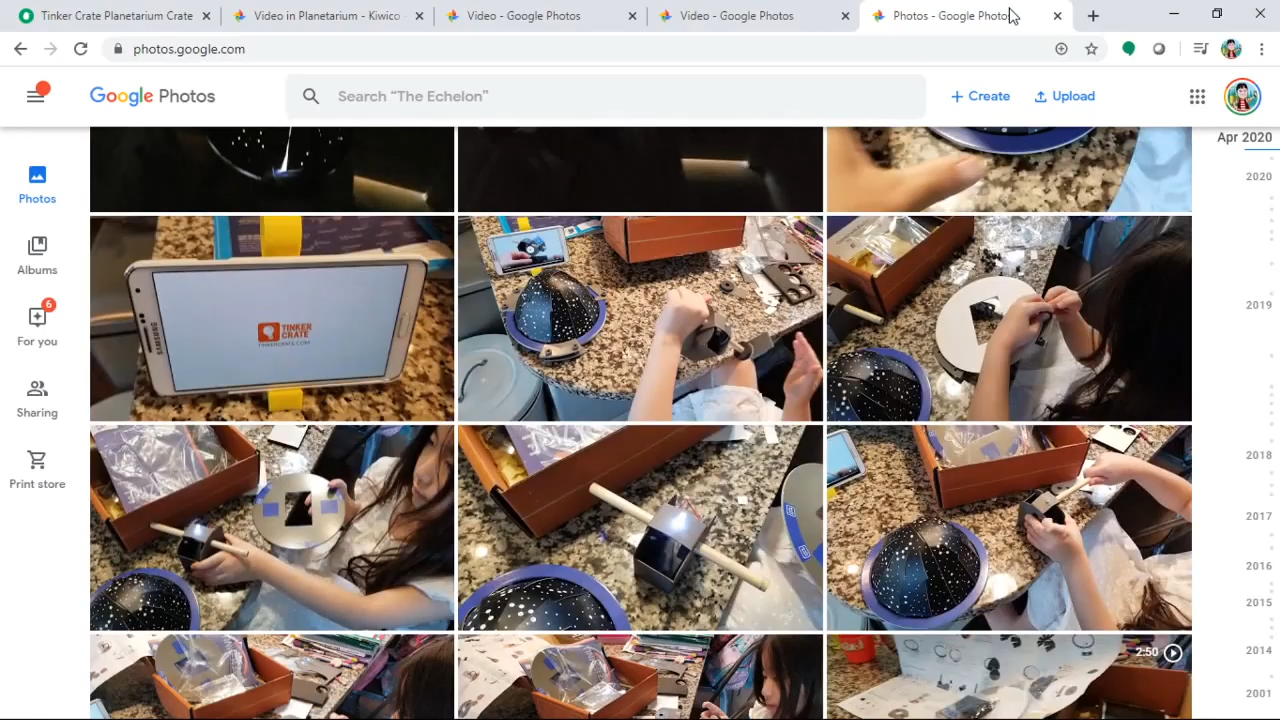 Tinker Crate Planetarium Crate
Video in Planetarium - Kiwico
Video - Google Photos
Video - Google Photos
Photos - Google Photos
photos.google.com
Google Photos
Search “The Echelon”
+ Create
Upload
Photos
Albums
6
For you
Sharing
Print store
SAMSUNG
TINKER
CRATE
TINKERCRATE.COM
2:50
Apr 2020
2020
2019
2018
2017
2016
2015
2014
2001